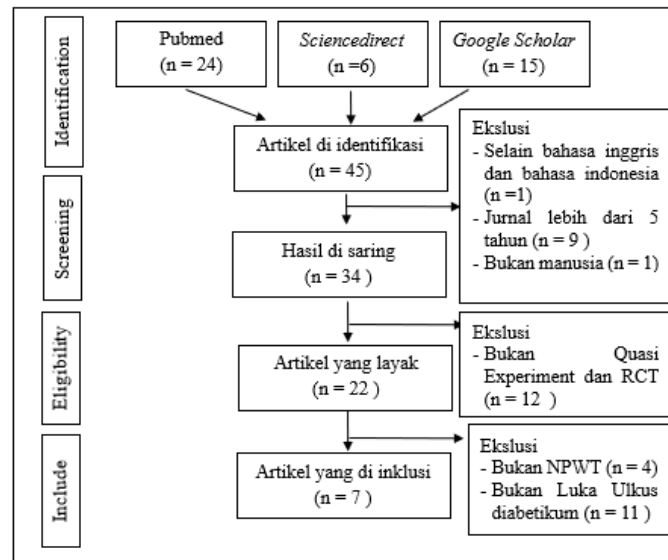 Identification
Pubmed
(n = 24)
Sciencedirect
(n =6)
Google Scholar
(n = 15)
Artikel di identifikasi
(n = 45)
Ekslusi
- Selain bahasa inggris
dan bahasa indonesia
(n =1)
- Jurnal lebih dari 5
tahun (n = 9 )
- Bukan manusia (n = 1)
Screening
Hasil di saring
(n = 34 )
Ekslusi
- Bukan Quasi
Experiment dan RCT
(n = 12 )
Eligibility
Artikel yang layak
(n = 22 )
Ekslusi
- Bukan NPWT (n = 4)
- Bukan Luka Ulkus
diabetikum (n = 11 )
Include
Artikel yang di inklusi
(n = 7 )